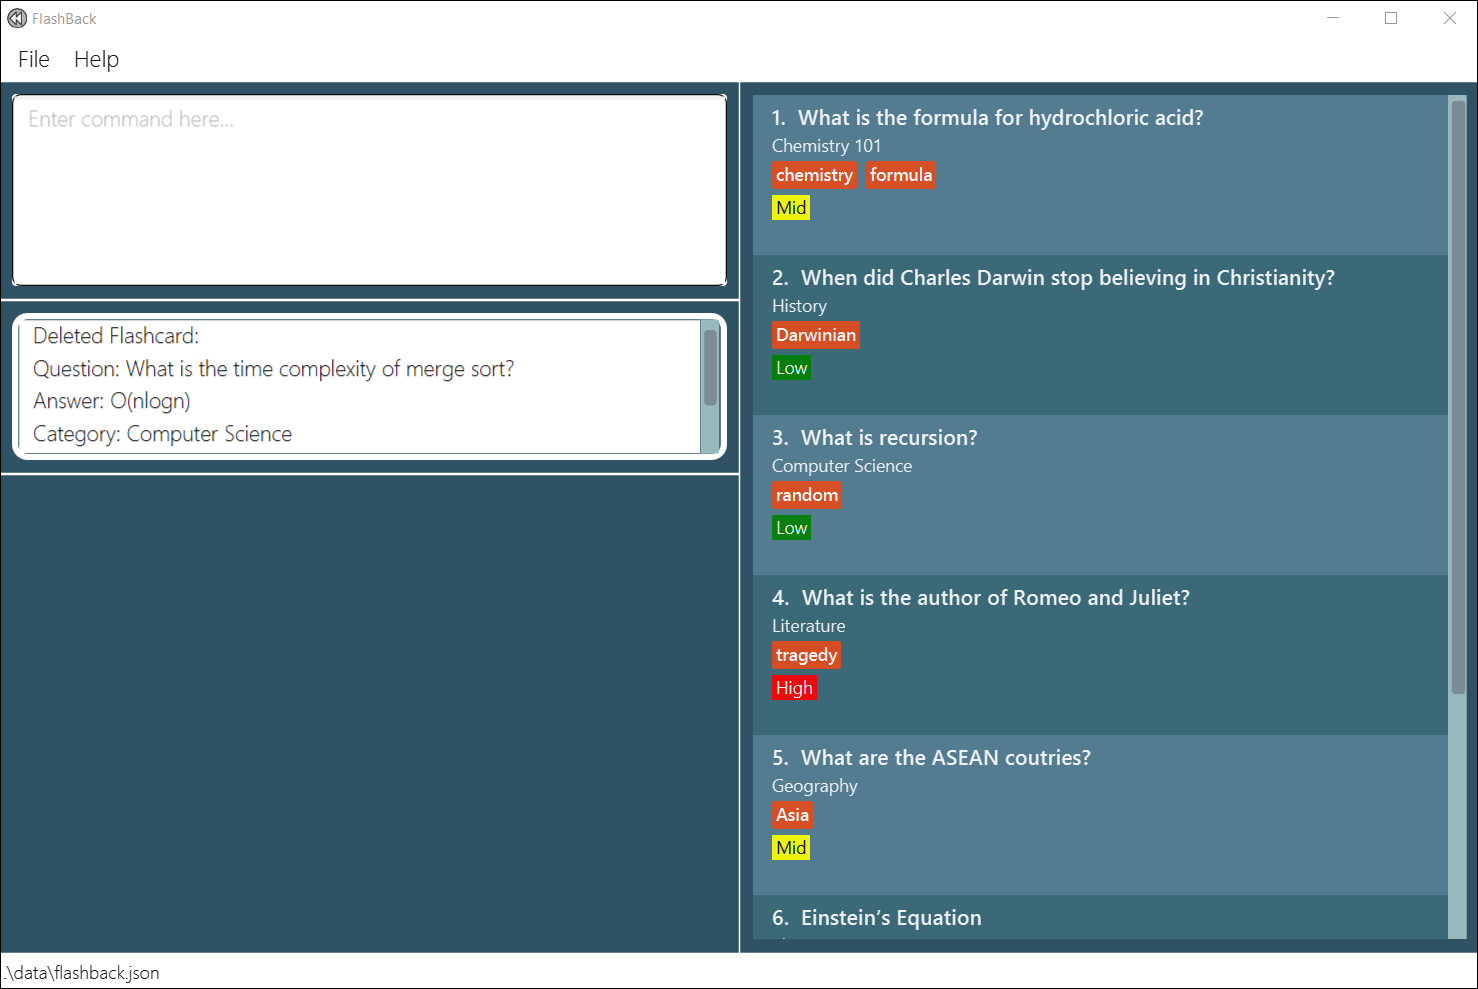 FlashBack
File Help
Enter command here...
Deleted Flashcard:
Question: What is the time complexity of merge sort?
Answer: O(nlogn)
Category: Computer Science
1. What is the formula for hydrochloric acid?
Chemistry 101
chemistry formula
Mid
2. When did Charles Darwin stop believing in Christianity?
History
Darwinian
Low
3. What is recursion?
Computer Science
random
Low
4. What is the author of Romeo and Juliet?
Literature
tragedy
High
5. What are the ASEAN coutries?
Geography
Asia
Mid
6. Einstein’s Equation
.\data\flashback.json